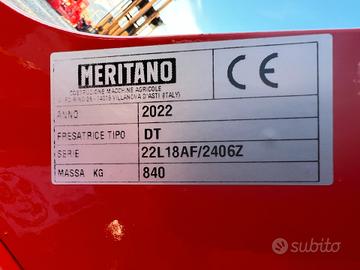 MERITANO
COSTRUZIONE MACCHINE AGRICOLE
14019 VILLANOVA D'ASTI (ITALY)
CE
ANNO 2022
FRESATRICE TIPO DT
SERIE 22L18AF/2406Z
MASSA KG 840
subito